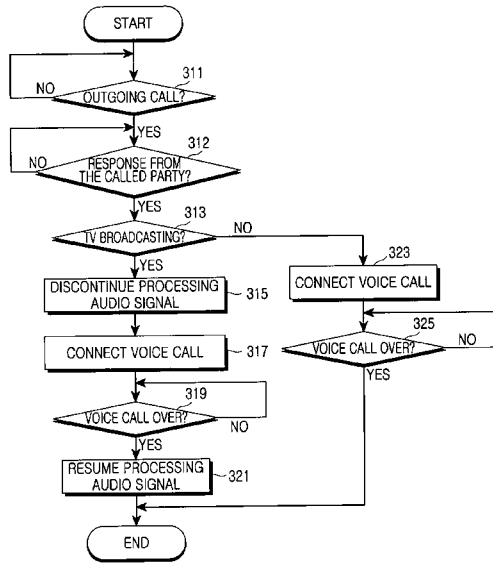 START
311
OUTGOING CALL?
NO
YES
312
RESPONSE FROM
THE CALLED PARTY?
NO
YES
313
TV BROADCASTING?
NO
YES
323
CONNECT VOICE CALL
DISCONTINUE PROCESSING
AUDIO SIGNAL
315
325
VOICE CALL OVER?
NO
YES
CONNECT VOICE CALL
317
319
VOICE CALL OVER?
NO
YES
RESUME PROCESSING
AUDIO SIGNAL
321
END